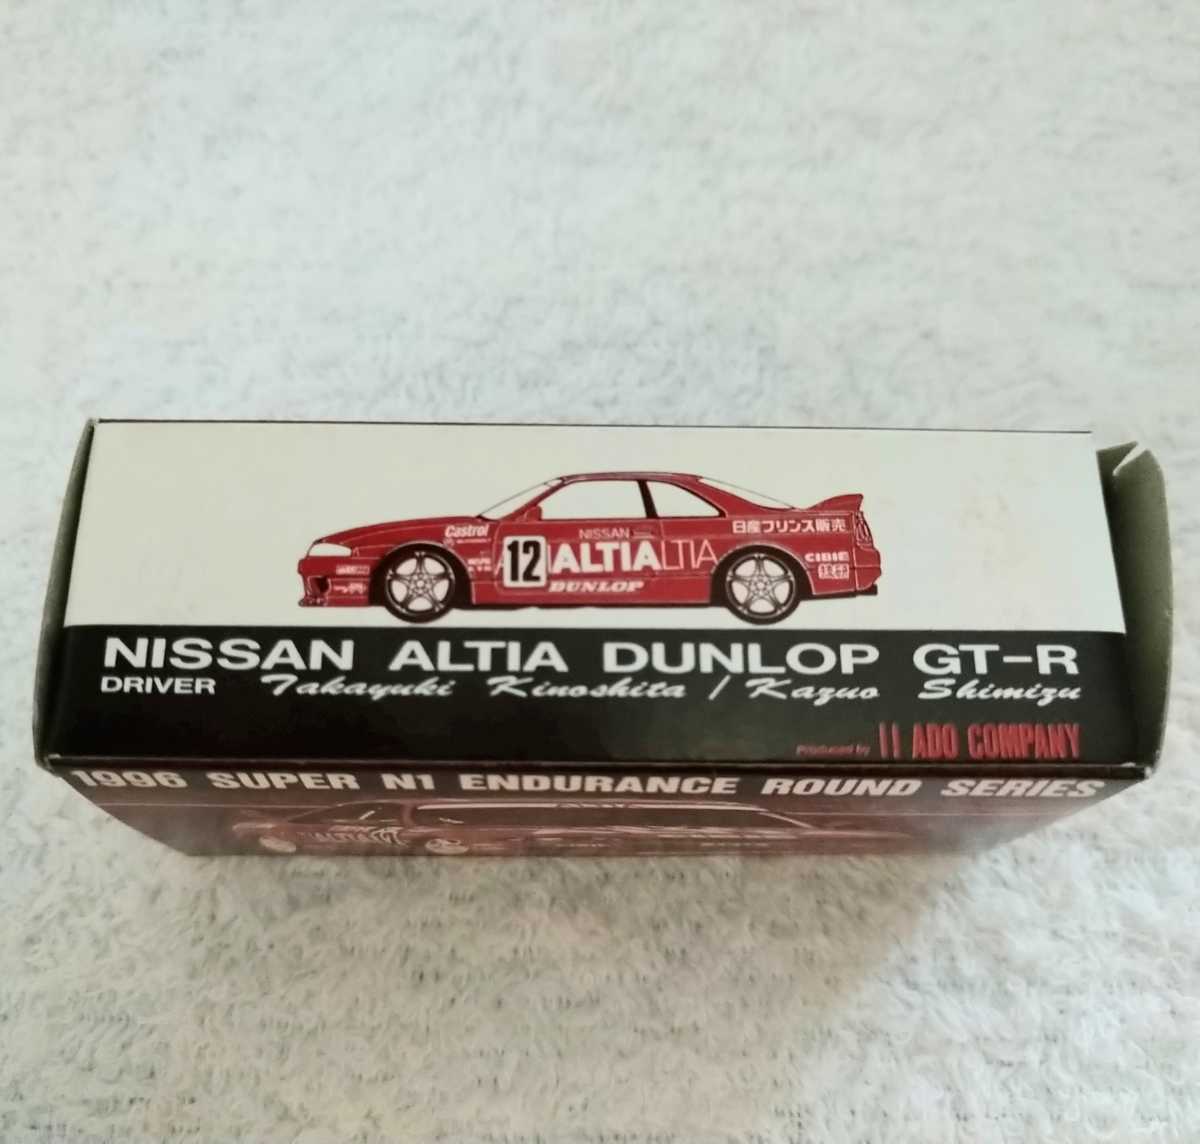 Castrol
NISSAN
日産プリンス販売
12
ALTIA
ALTIA
CIBIE
DUNLOP
NISSAN ALTIA DUNLOP GT-R
DRIVER Takayuki Kinoshita / Kazuo Shimizu
Produced by ADO COMPANY
1996 SUPER N1 ENDURANCE ROUND SERIES